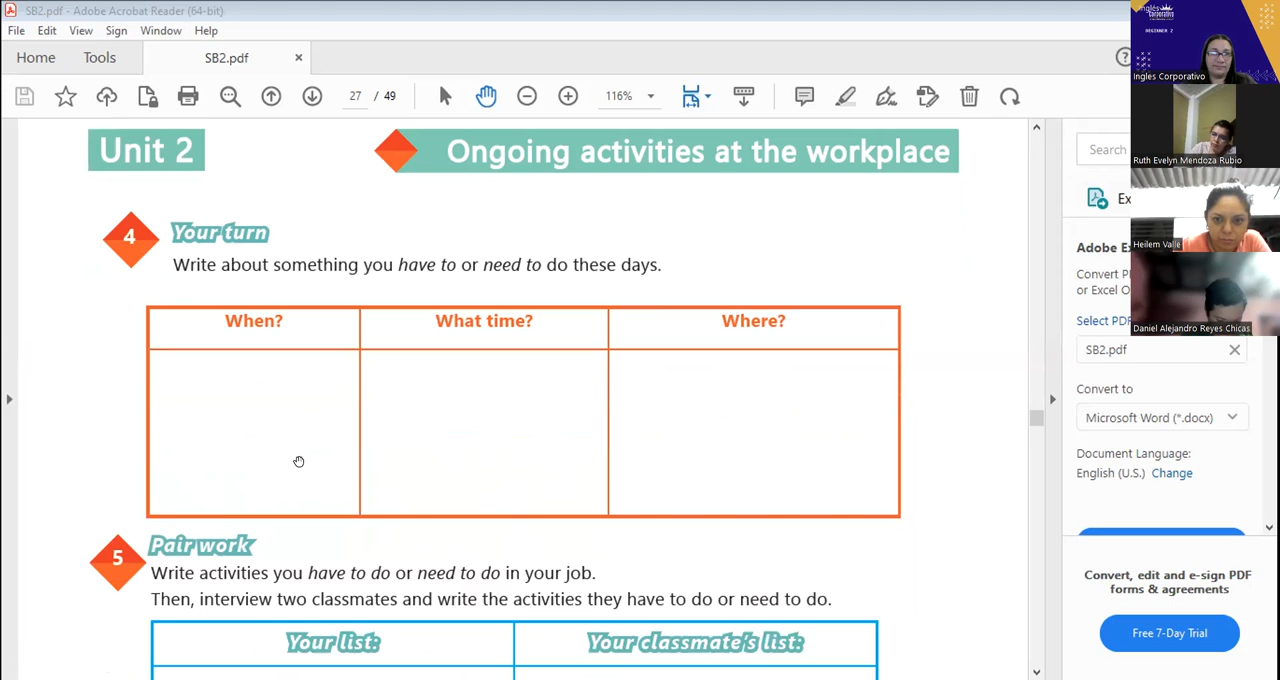 SB2.pdf - Adobe Acrobat Reader (64-bit)
File Edit View Sign Window Help
Home Tools SB2.pdf ×
27 / 49 116%
Unit 2
Ongoing activities at the workplace
4 Your turn
Write about something you have to or need to do these days.
When? What time? Where?
5 Pair work
Write activities you have to do or need to do in your job.
Then, interview two classmates and write the activities they have to do or need to do.
Your list: Your classmate's list:
Search
Ex
Adobe Ex
Convert P
or Excel O
Select PDF
SB2.pdf
Convert to
Microsoft Word (*.docx)
Document Language:
English (U.S.) Change
Convert, edit and e-sign PDF
forms & agreements
Free 7-Day Trial
Inglés
Corporativo
BEGINNER 2
Ingles Corporativo
Ruth Evelyn Mendoza Rubio
Heilem Valle
Daniel Alejandro Reyes Chicas